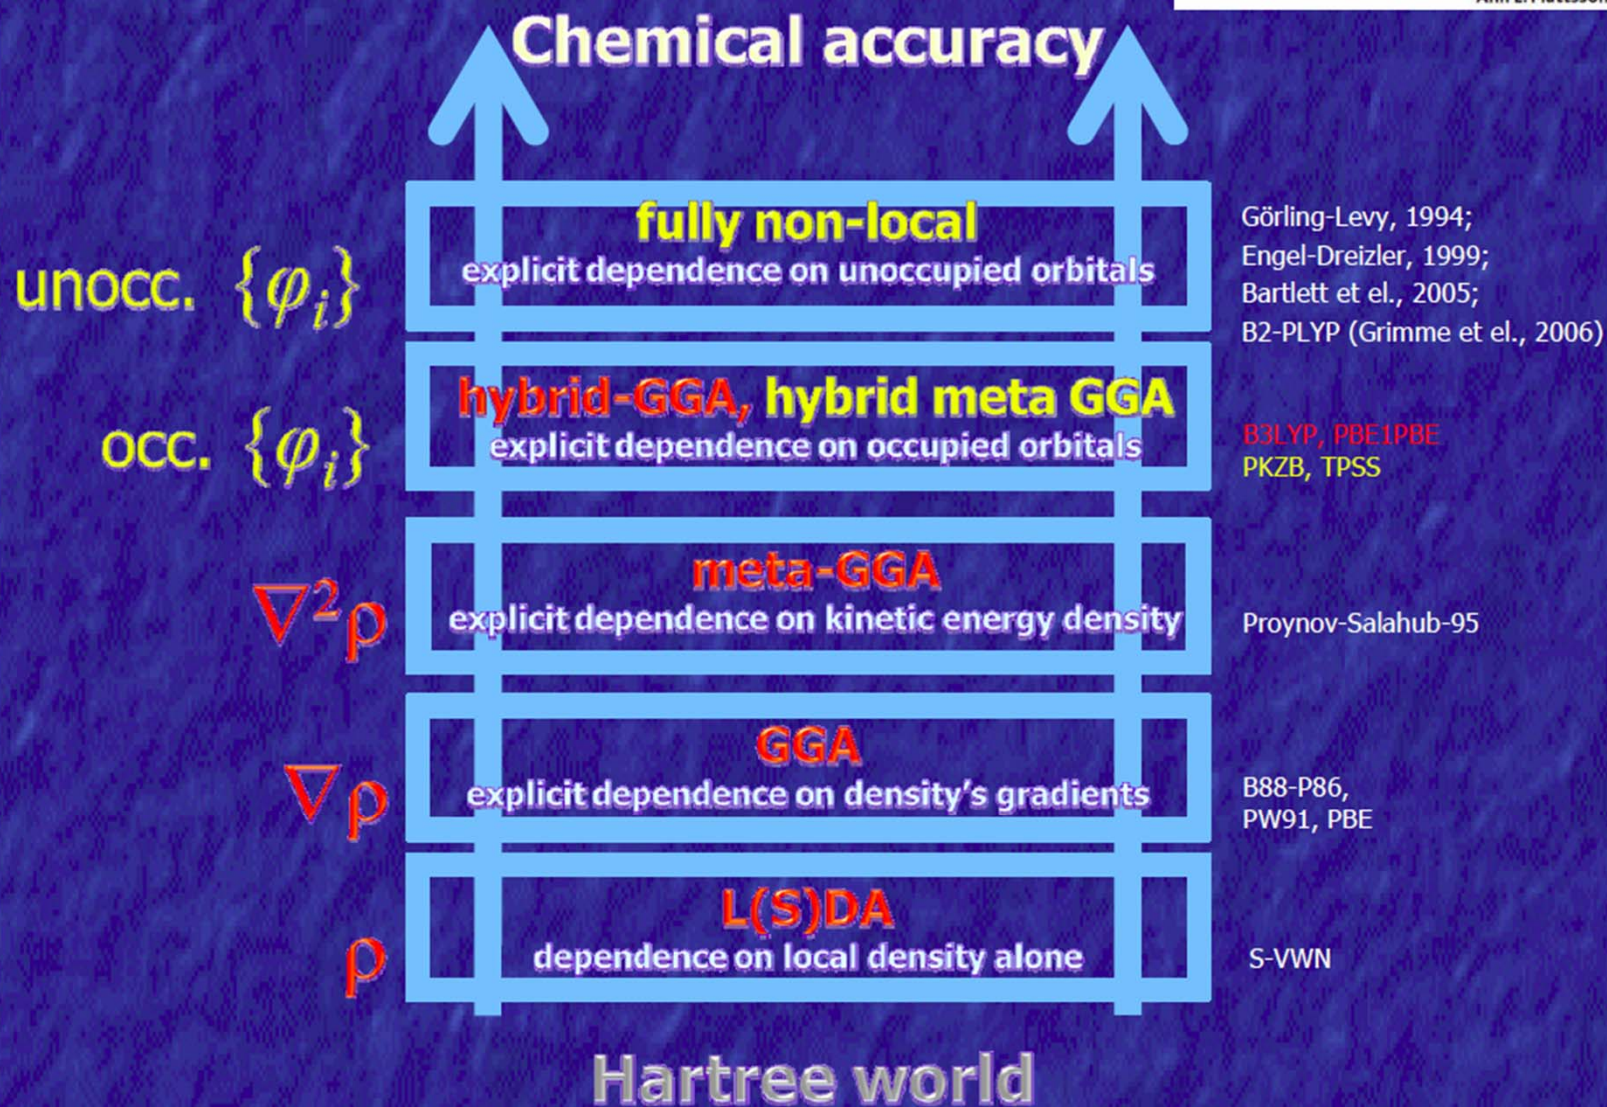 Chemical accuracy
fully non-local
explicit dependence on unoccupied orbitals
unocc. {φᵢ}
Görling-Levy, 1994;
Engel-Dreizler, 1999;
Bartlett et el., 2005;
B2-PLYP (Grimme et el., 2006)
hybrid-GGA, hybrid meta GGA
explicit dependence on occupied orbitals
occ. {φᵢ}
B3LYP, PBE1PBE
PKZB, TPSS
meta-GGA
explicit dependence on kinetic energy density
∇²ρ
Proynov-Salahub-95
GGA
explicit dependence on density’s gradients
∇ρ
B88-P86,
PW91, PBE
L(S)DA
dependence on local density alone
ρ
S-VWN
Hartree world